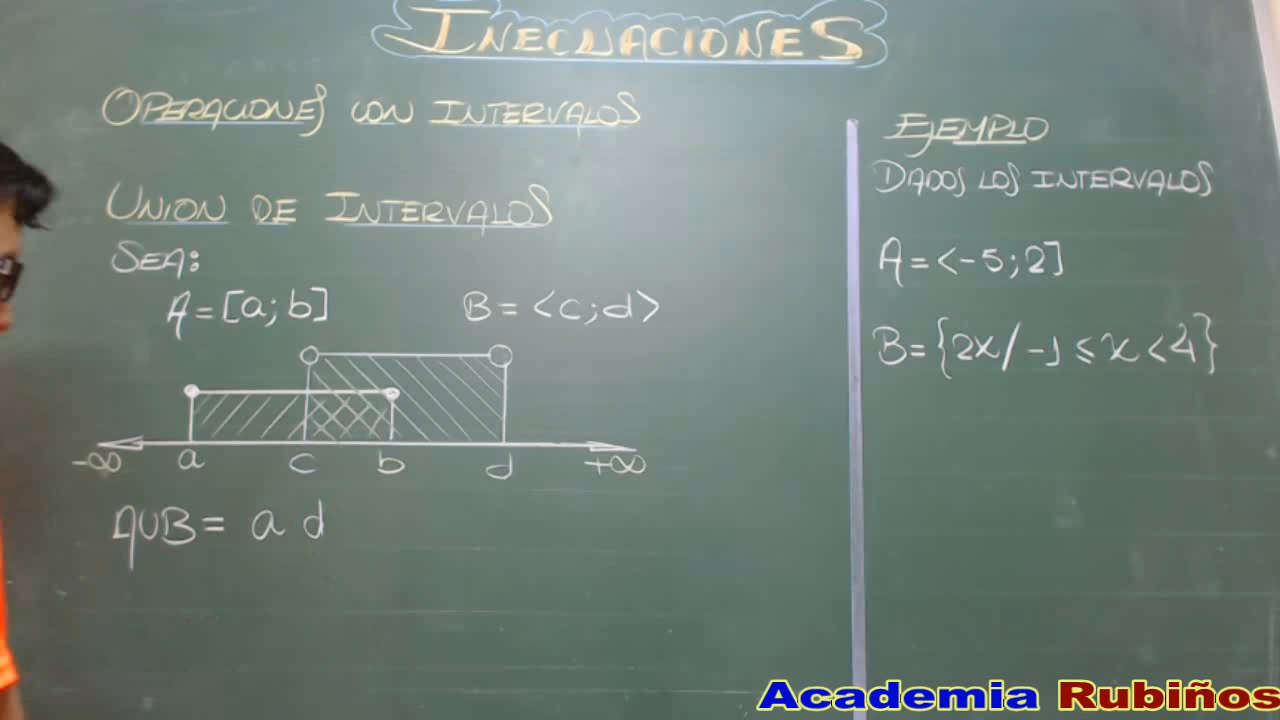 INECUACIONES
OPERACIONES CON INTERVALOS
UNION DE INTERVALOS
SEA:
A = [a; b] B = <c; d>
-∞ a c b d +∞
A∪B = a d
EJEMPLO
DADOS LOS INTERVALOS
A = <-5; 2]
B = {2x / -1 ≤ x < 4}
Academia Rubiños